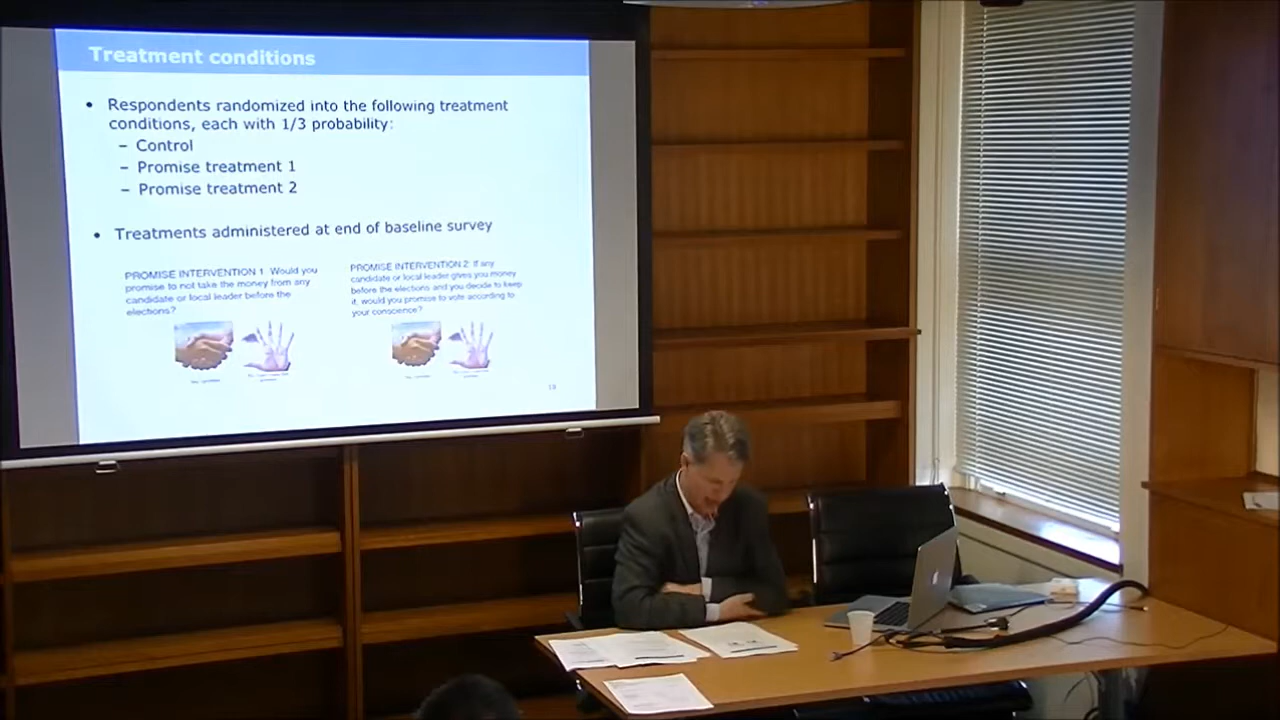 Treatment conditions
• Respondents randomized into the following treatment
conditions, each with 1/3 probability:
– Control
– Promise treatment 1
– Promise treatment 2
• Treatments administered at end of baseline survey
PROMISE INTERVENTION 1: Would you
promise to not take the money from any
candidate or local leader before the
elections?
PROMISE INTERVENTION 2: If any
candidate or local leader gives you money
before the elections and you decide to keep
it, would you promise to vote according to
your conscience?